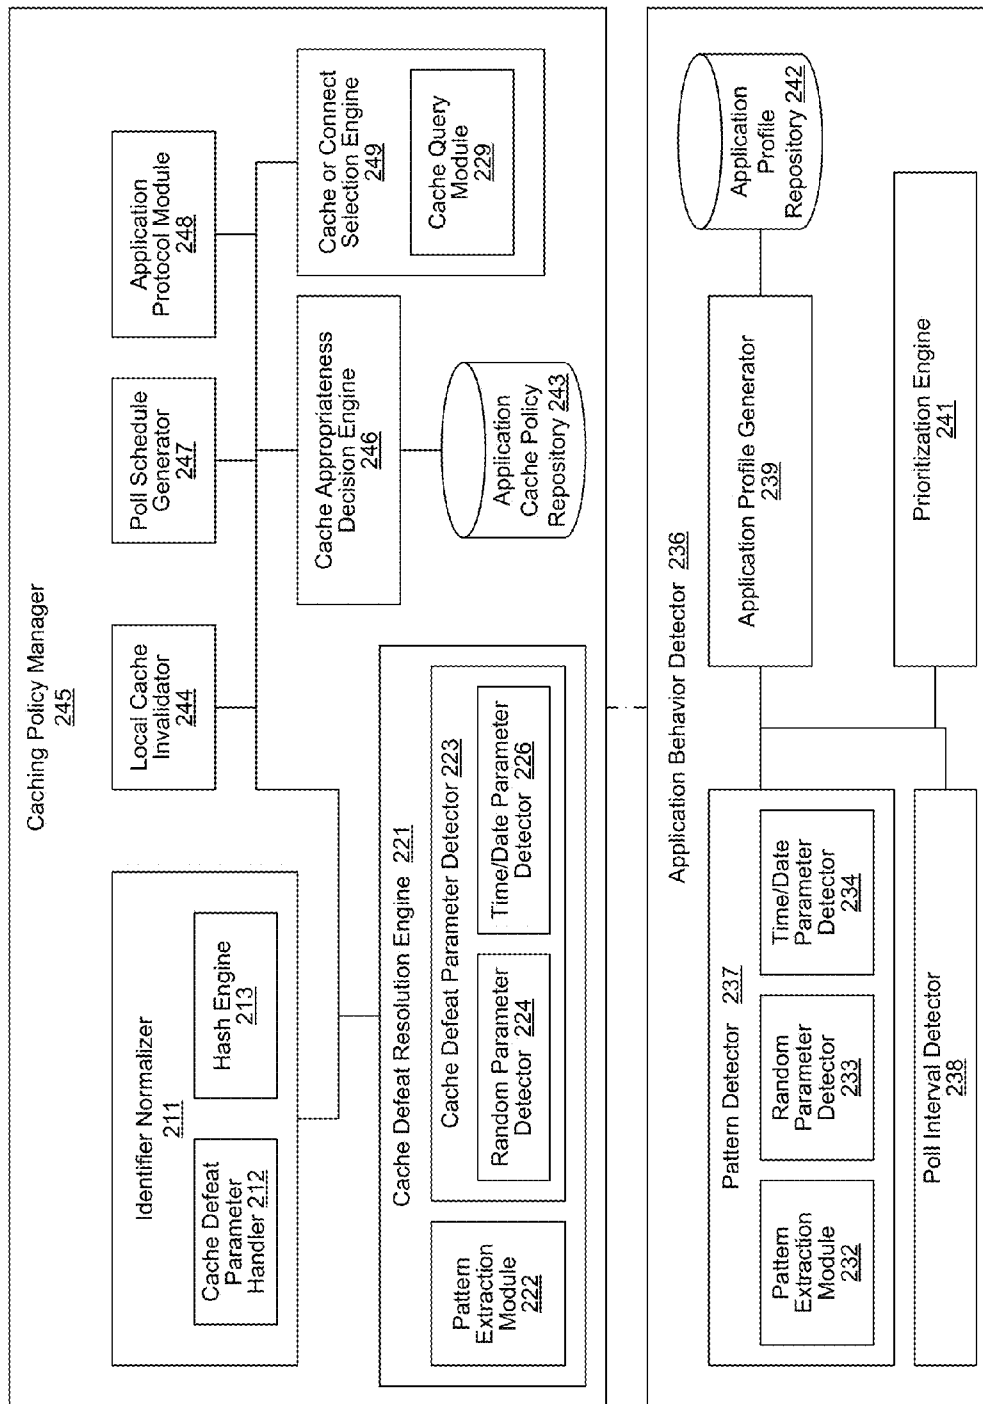 Caching Policy Manager
245
Identifier Normalizer
211
Cache Defeat
Parameter
Handler 212
Hash Engine
213
Local Cache
Invalidator
244
Poll Schedule
Generator
247
Application
Protocol Module
248
Cache Defeat Resolution Engine 221
Pattern
Extraction
Module
222
Cache Defeat Parameter Detector 223
Random Parameter
Detector 224
Time/Date Parameter
Detector 226
Cache Appropriateness
Decision Engine
246
Application
Cache Policy
Repository 243
Cache or Connect
Selection Engine
249
Cache Query
Module
229
Application Behavior Detector 236
Pattern Detector 237
Pattern
Extraction
Module
232
Random
Parameter
Detector
233
Time/Date
Parameter
Detector
234
Poll Interval Detector
238
Application Profile Generator
239
Application
Profile
Repository 242
Prioritization Engine
241